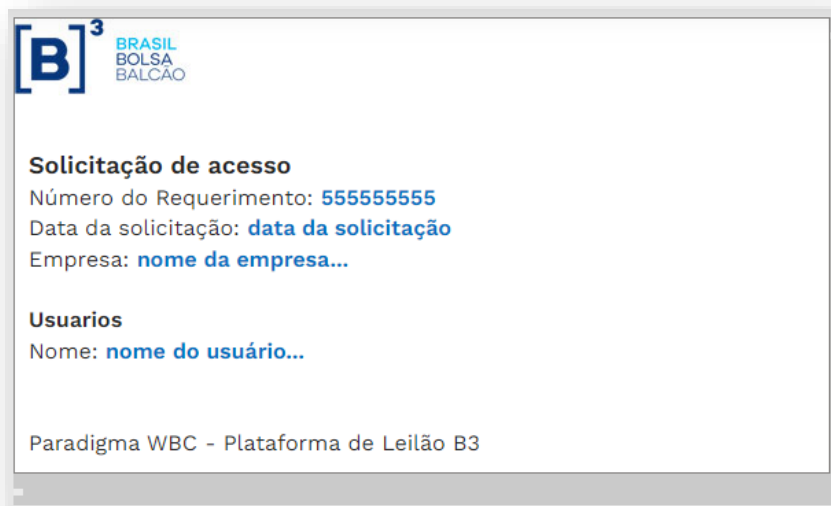 [B]³ BRASIL
BOLSA
BALCÃO
Solicitação de acesso
Número do Requerimento: 555555555
Data da solicitação: data da solicitação
Empresa: nome da empresa...
Usuarios
Nome: nome do usuário...
Paradigma WBC - Plataforma de Leilão B3